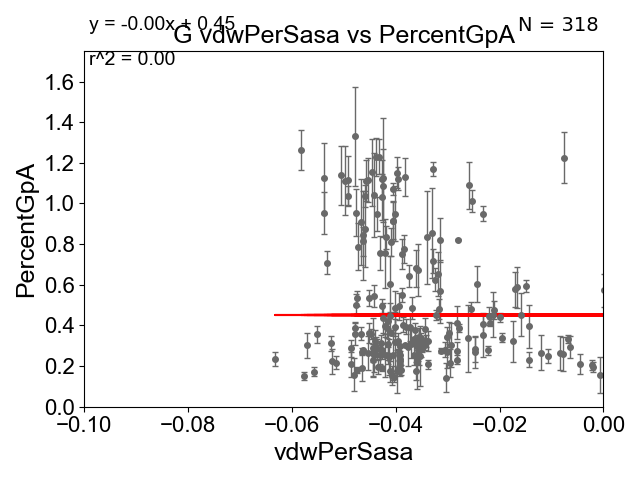 y = -0.00x + 0.45
G vdwPerSasa vs PercentGpA
N = 318
r^2 = 0.00
PercentGpA
1.6
1.4
1.2
1.0
0.8
0.6
0.4
0.2
0.0
−0.10 −0.08 −0.06 −0.04 −0.02 0.00
vdwPerSasa